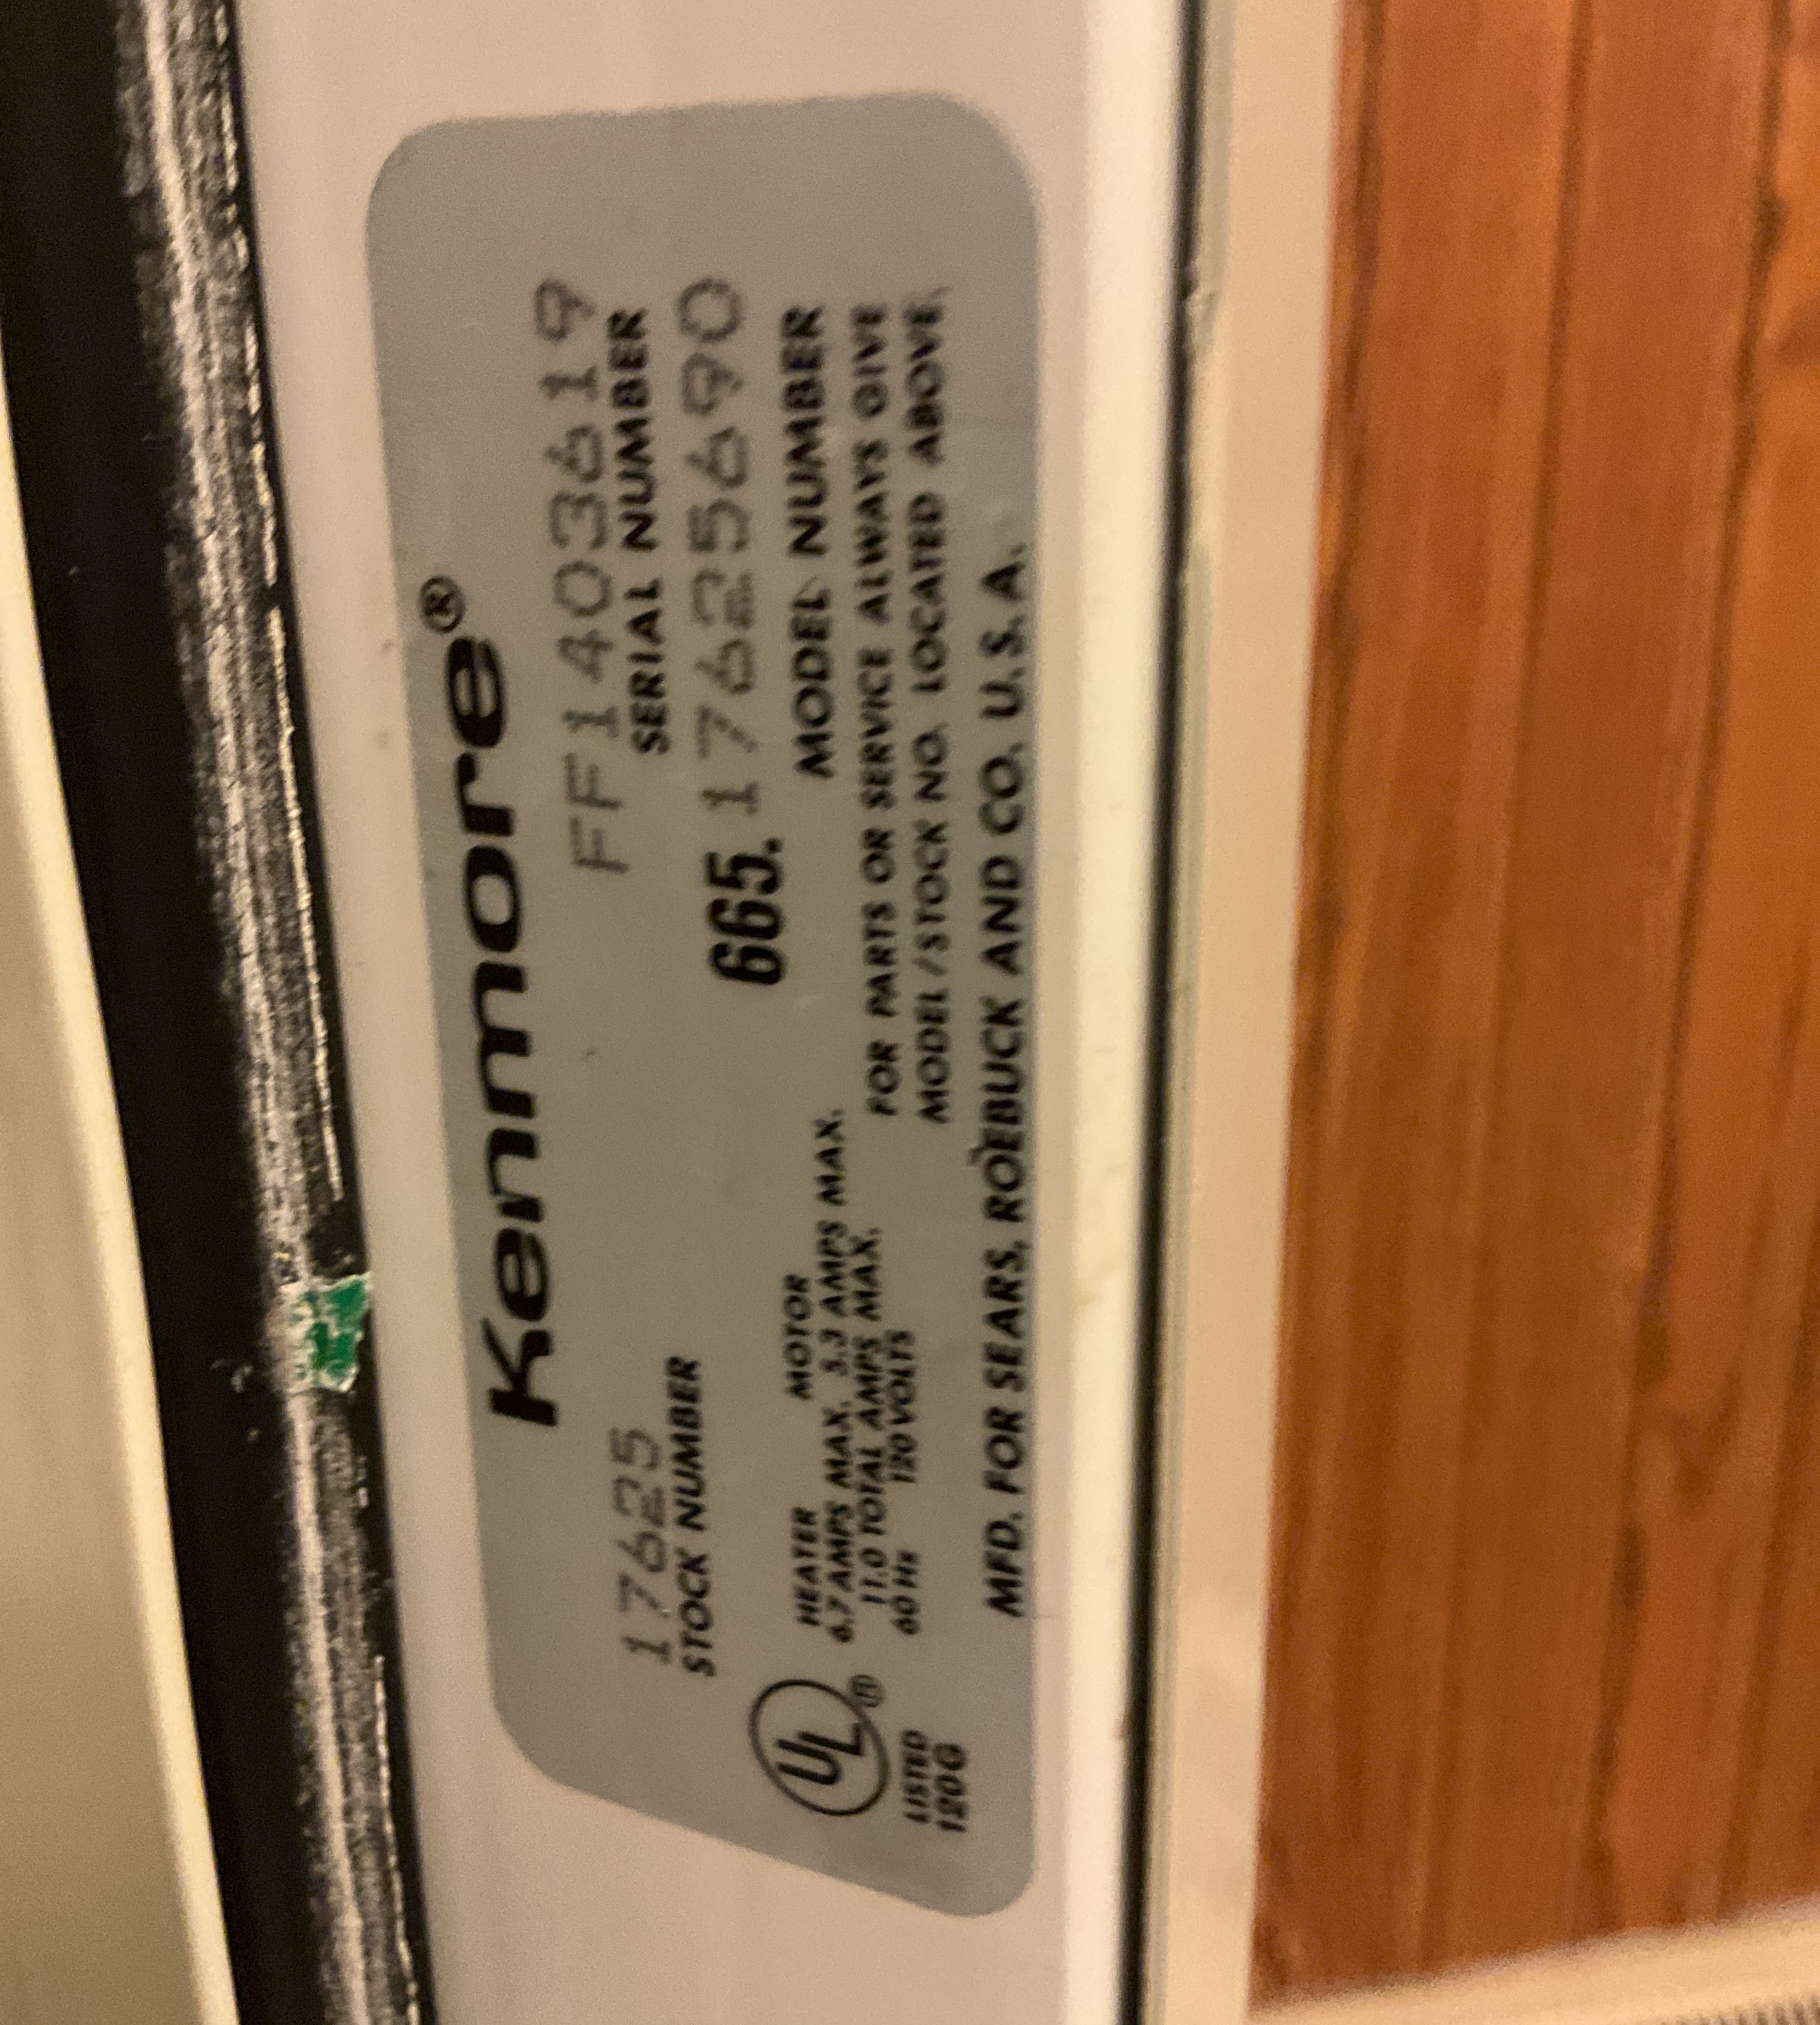 Kenmore®
17625
STOCK NUMBER
FF1403619
SERIAL NUMBER
665. 17625690
MODEL NUMBER
UL®
LISTED
120G
HEATER MOTOR
6.7 AMPS MAX. 5.3 AMPS MAX.
11.0 TOTAL AMPS MAX.
60 Hz 120 VOLTS
FOR PARTS OR SERVICE ALWAYS GIVE
MODEL/STOCK NO. LOCATED ABOVE.
MFD. FOR SEARS, ROEBUCK AND CO. U.S.A.